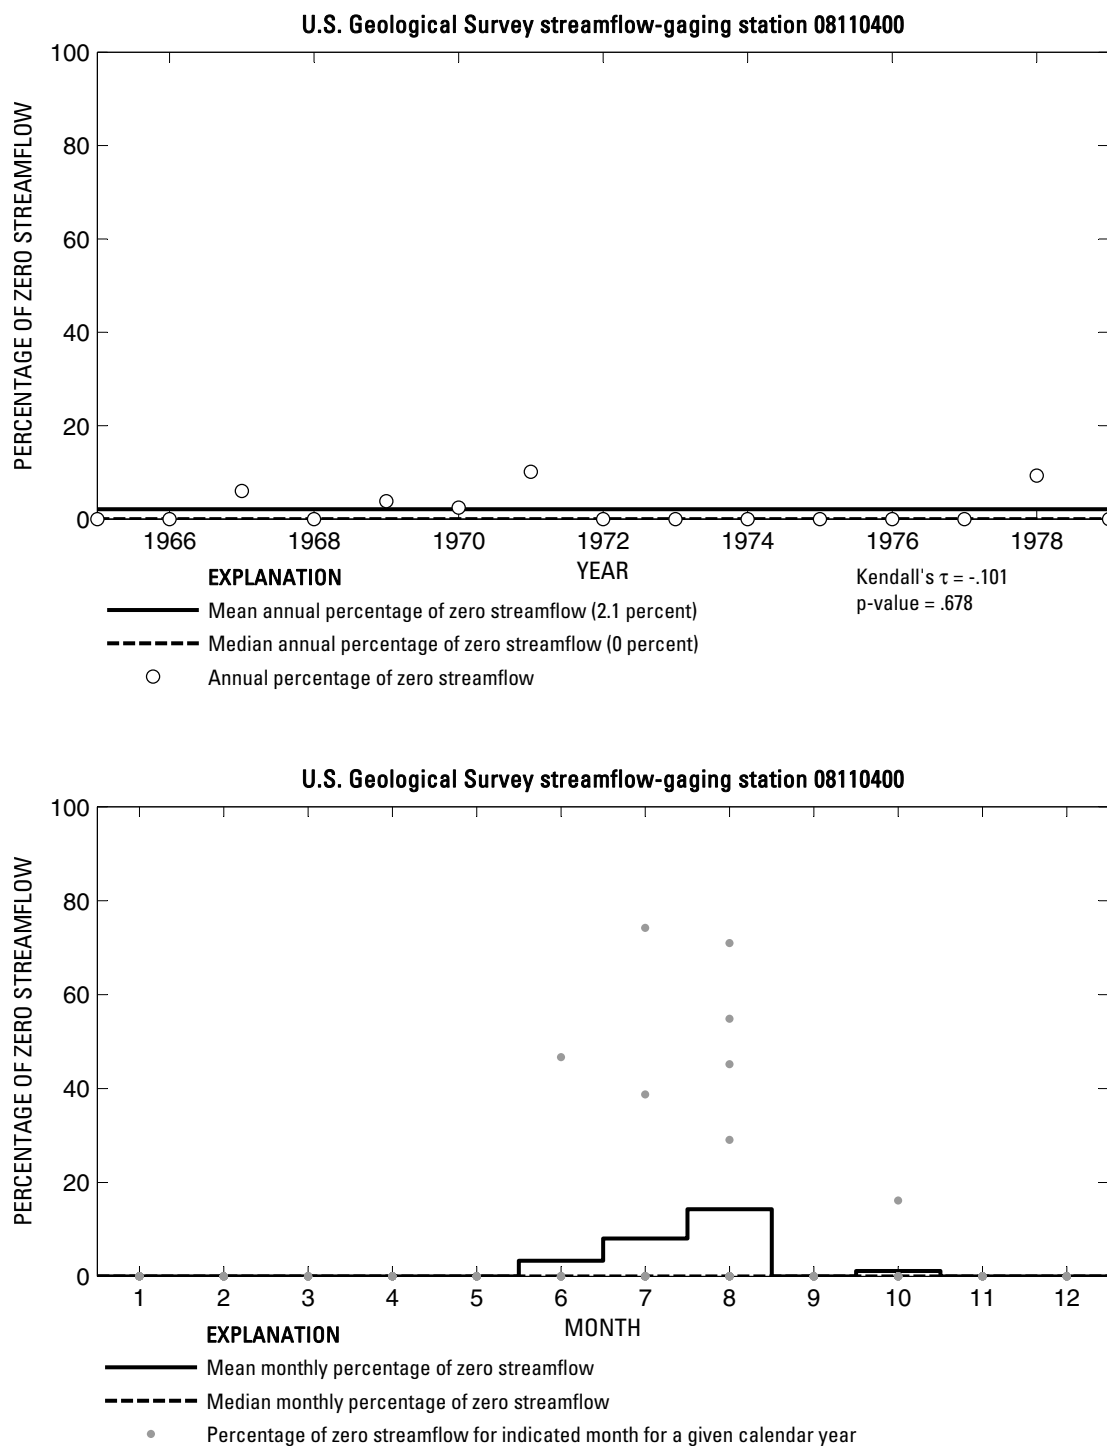 U.S. Geological Survey streamflow-gaging station 08110400
PERCENTAGE OF ZERO STREAMFLOW
100
80
60
40
20
0
1966 1968 1970 1972 1974 1976 1978
YEAR
EXPLANATION
Mean annual percentage of zero streamflow (2.1 percent)
Median annual percentage of zero streamflow (0 percent)
Annual percentage of zero streamflow
Kendall's τ = -.101
p-value = .678
U.S. Geological Survey streamflow-gaging station 08110400
PERCENTAGE OF ZERO STREAMFLOW
100
80
60
40
20
0
1 2 3 4 5 6 7 8 9 10 11 12
MONTH
EXPLANATION
Mean monthly percentage of zero streamflow
Median monthly percentage of zero streamflow
Percentage of zero streamflow for indicated month for a given calendar year